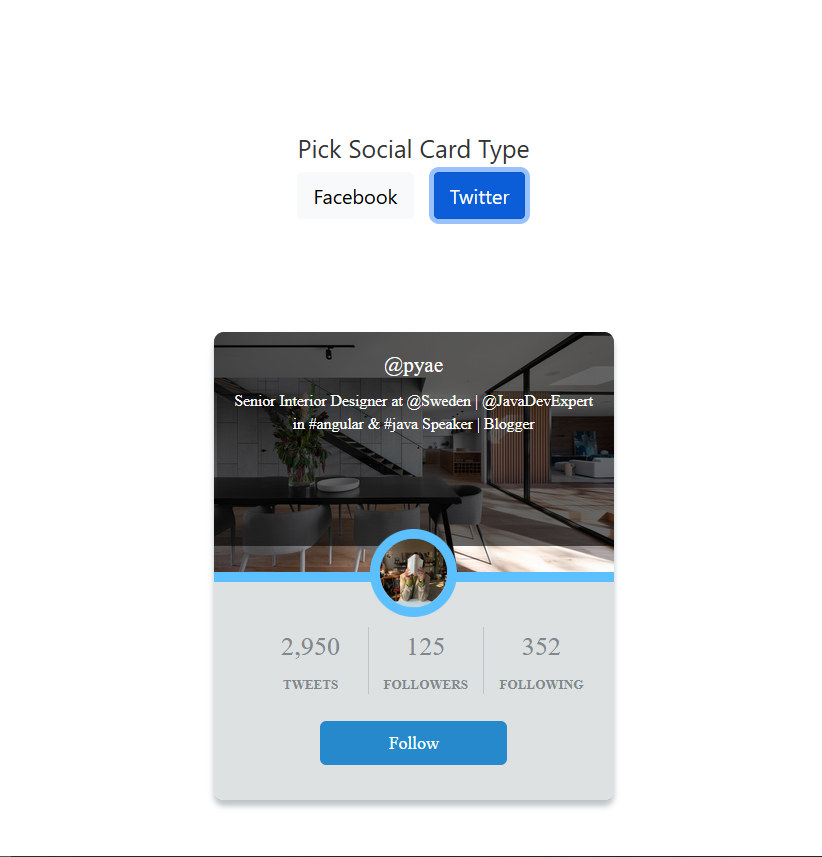 Pick Social Card Type
Facebook Twitter
@pyae
Senior Interior Designer at @Sweden | @JavaDevExpert
in #angular & #java Speaker | Blogger
2,950 125 352
TWEETS FOLLOWERS FOLLOWING
Follow